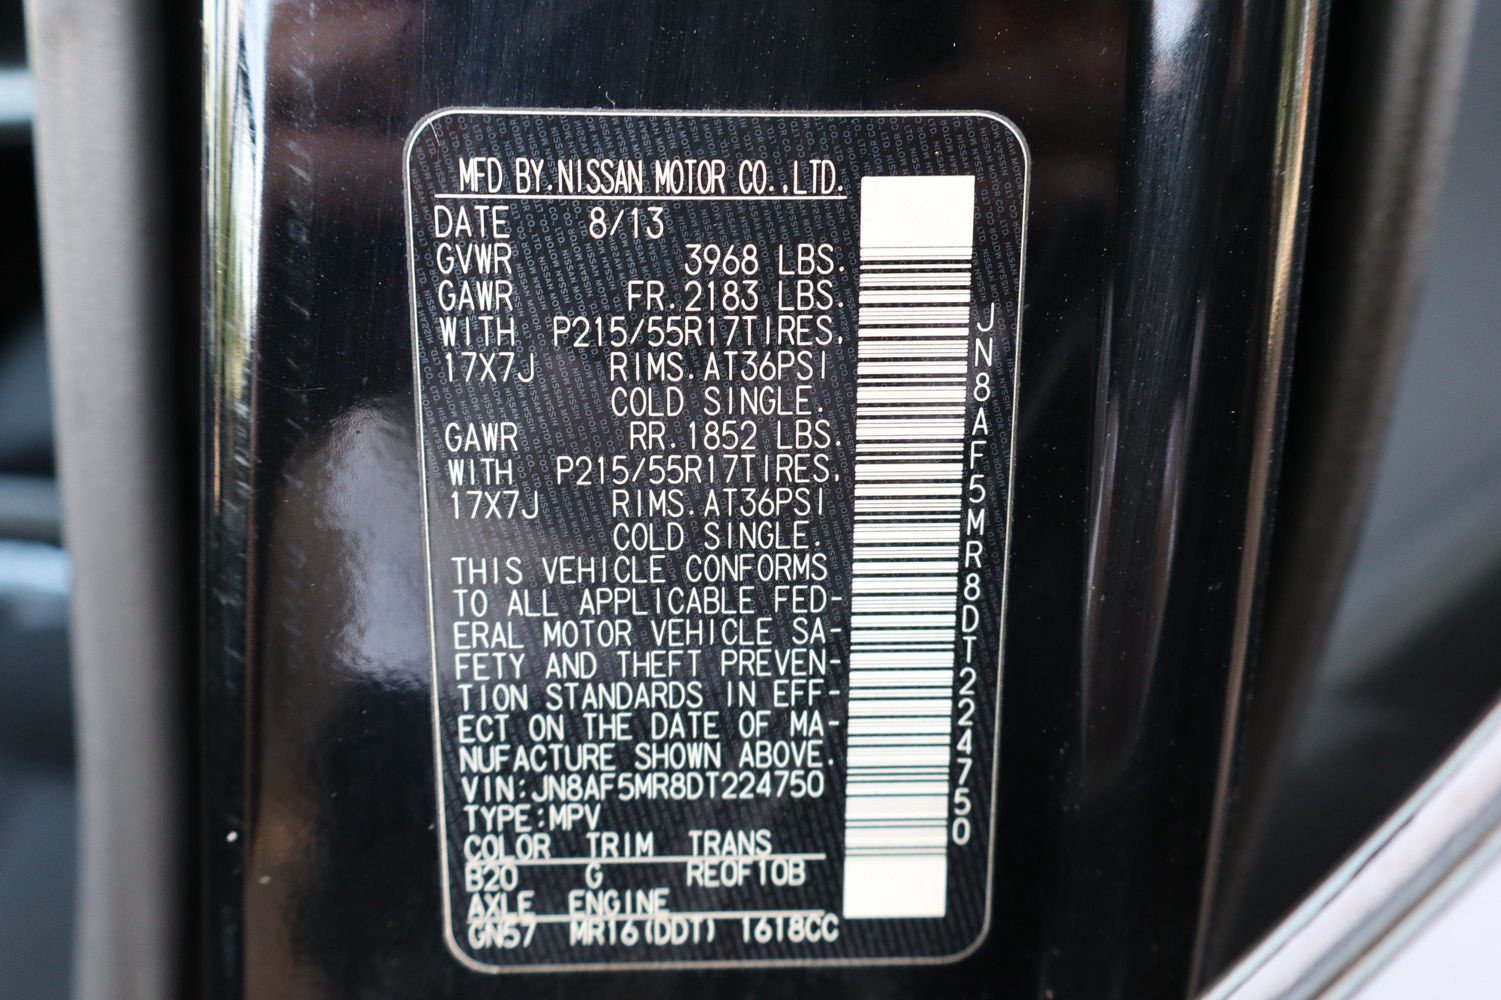 MFD BY.NISSAN MOTOR CO.,LTD.
DATE 8/13
GVWR 3968 LBS.
GAWR FR.2183 LBS.
WITH P215/55R17TIRES.
17X7J RIMS.AT36PSI
COLD SINGLE.
GAWR RR.1852 LBS.
WITH P215/55R17TIRES.
17X7J RIMS.AT36PSI
COLD SINGLE.
THIS VEHICLE CONFORMS
TO ALL APPLICABLE FED-
ERAL MOTOR VEHICLE SA-
FETY AND THEFT PREVEN-
TION STANDARDS IN EFF-
ECT ON THE DATE OF MA-
NUFACTURE SHOWN ABOVE.
VIN:JN8AF5MR8DT224750
TYPE:MPV
COLOR TRIM TRANS
B20 G REOF10B
AXLE ENGINE
GN57 MR16(DDT) 1618CC
JN8AF5MR8DT224750